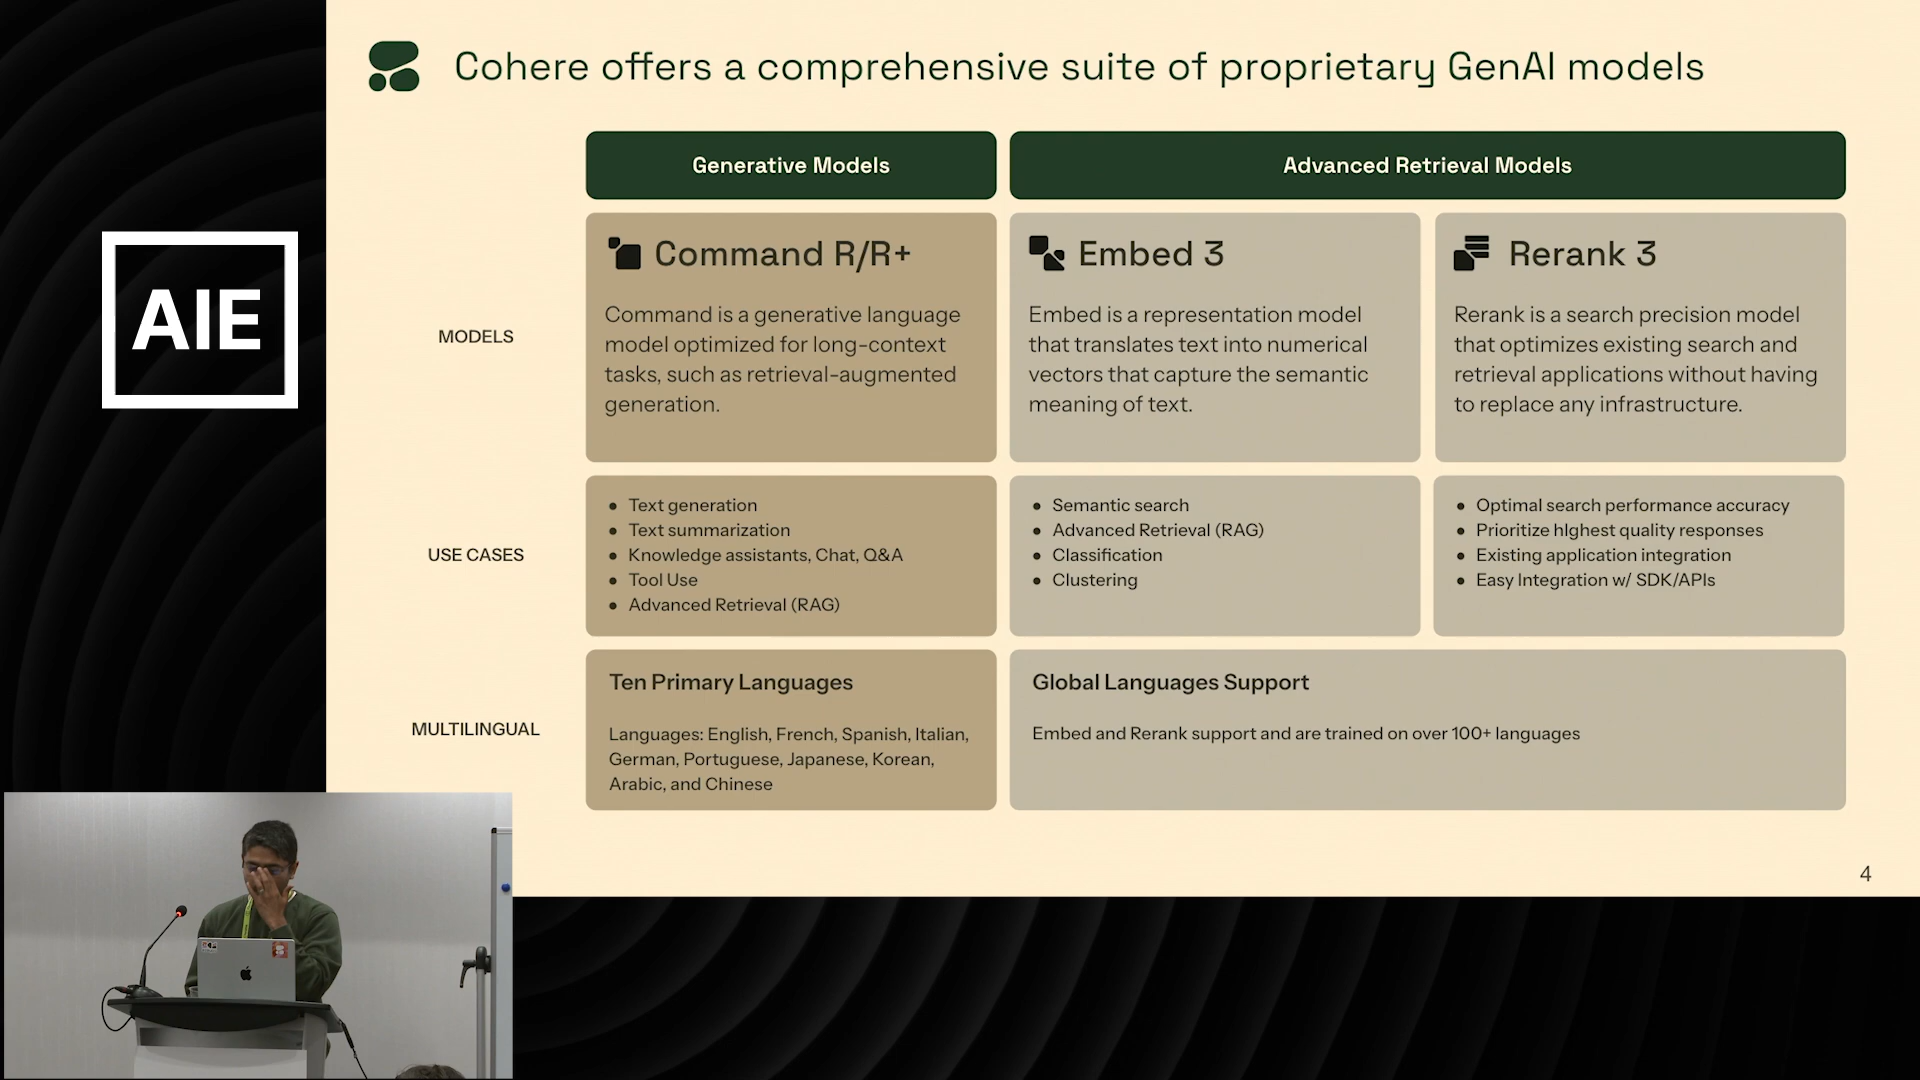 Cohere offers a comprehensive suite of proprietary GenAI models
AIE
Generative Models
Advanced Retrieval Models
MODELS
Command R/R+
Command is a generative language
model optimized for long-context
tasks, such as retrieval-augmented
generation.
Embed 3
Embed is a representation model
that translates text into numerical
vectors that capture the semantic
meaning of text.
Rerank 3
Rerank is a search precision model
that optimizes existing search and
retrieval applications without having
to replace any infrastructure.
USE CASES
• Text generation
• Text summarization
• Knowledge assistants, Chat, Q&A
• Tool Use
• Advanced Retrieval (RAG)
• Semantic search
• Advanced Retrieval (RAG)
• Classification
• Clustering
• Optimal search performance accuracy
• Prioritize hIghest quality responses
• Existing application integration
• Easy Integration w/ SDK/APIs
MULTILINGUAL
Ten Primary Languages
Languages: English, French, Spanish, Italian,
German, Portuguese, Japanese, Korean,
Arabic, and Chinese
Global Languages Support
Embed and Rerank support and are trained on over 100+ languages
4